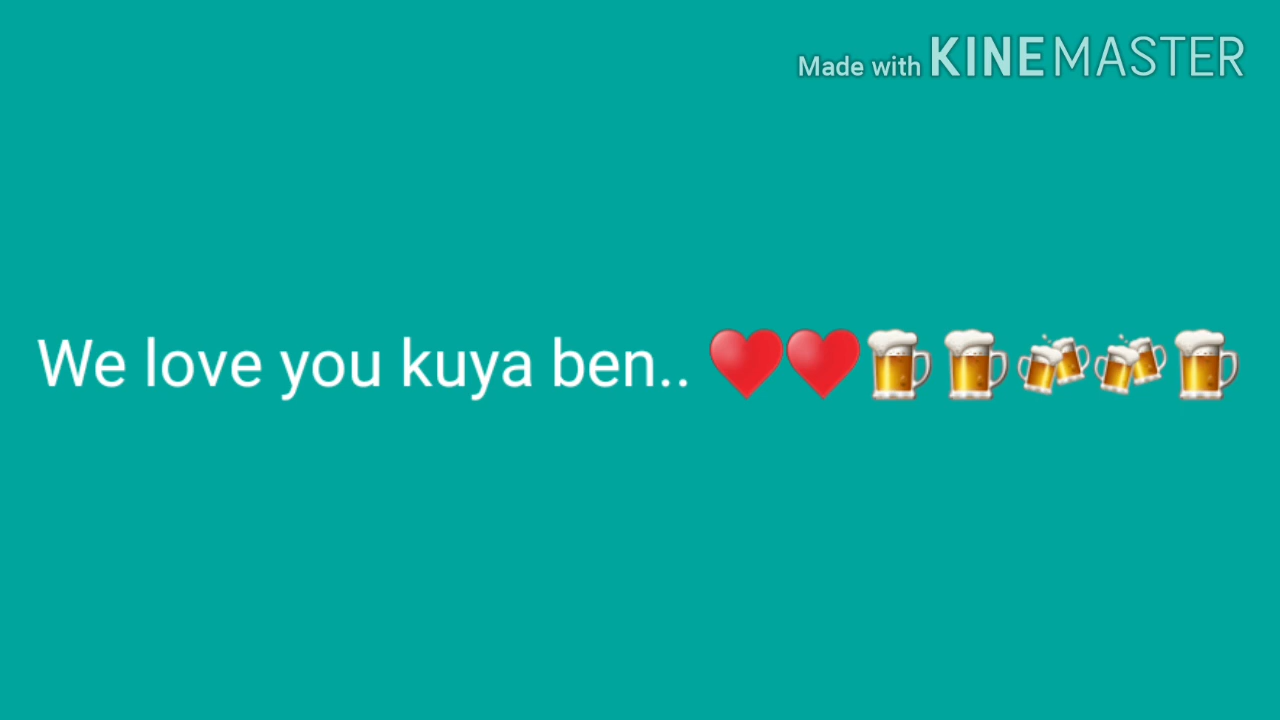 Made with KINEMASTER
We love you kuya ben.. ♥️♥️🍺🍺🍻🍻🍺